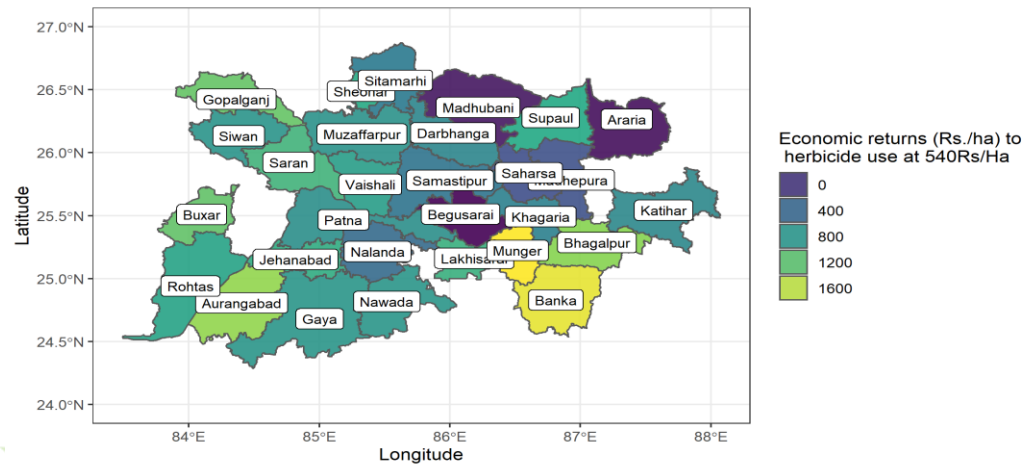 27.0°N
26.5°N
26.0°N
25.5°N
25.0°N
24.5°N
24.0°N
Latitude
Sitamarhi
Sheohar
Gopalganj
Madhubani
Supaul
Araria
Siwan
Muzaffarpur
Darbhanga
Saran
Vaishali
Samastipur
Saharsa
Madhepura
Buxar
Patna
Begusarai
Khagaria
Katihar
Jehanabad
Nalanda
Lakhisarai
Munger
Bhagalpur
Rohtas
Aurangabad
Gaya
Nawada
Banka
84°E
85°E
86°E
87°E
88°E
Longitude
Economic returns (Rs./ha) to
herbicide use at 540Rs/Ha
0
400
800
1200
1600